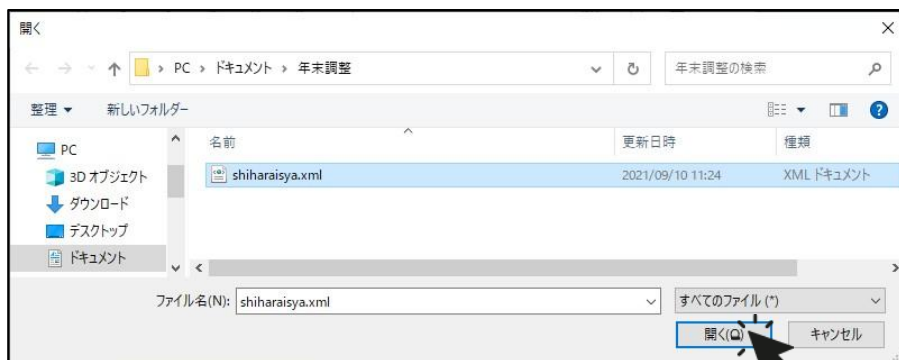 開く
PC › ドキュメント › 年末調整
年末調整の検索
整理
新しいフォルダー
PC
3D オブジェクト
ダウンロード
デスクトップ
ドキュメント
名前
更新日時
種類
shiharaisya.xml
2021/09/10 11:24
XML ドキュメント
ファイル名(N):
shiharaisya.xml
すべてのファイル (*)
開く(O)
キャンセル